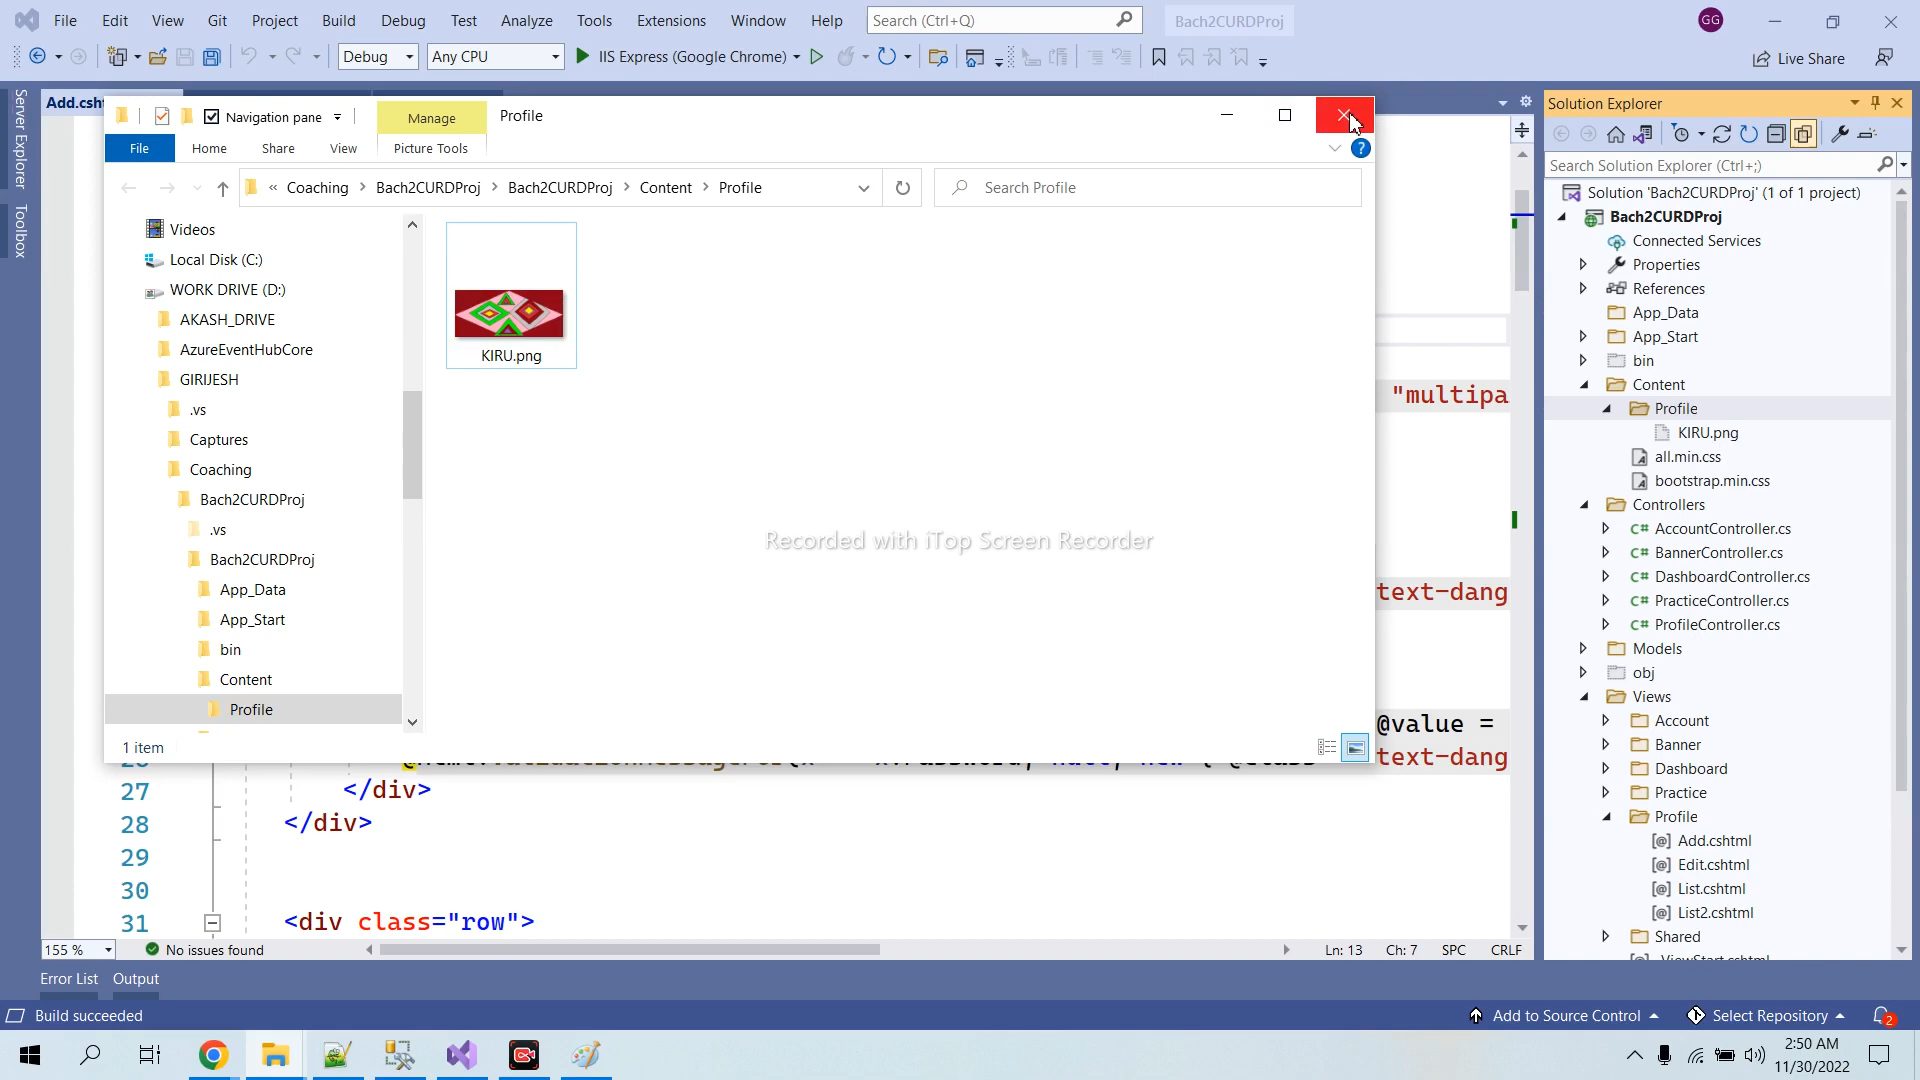 File Edit View Git Project Build Debug Test Analyze Tools Extensions Window Help Search (Ctrl+Q) Bach2CURDProj GG
Debug Any CPU IIS Express (Google Chrome) Live Share
Server Explorer
Toolbox
Add.csht
Navigation pane Manage Profile
File Home Share View Picture Tools
« Coaching Bach2CURDProj Bach2CURDProj Content Profile Search Profile
Videos
Local Disk (C:)
WORK DRIVE (D:)
AKASH_DRIVE
AzureEventHubCore
GIRIJESH
.vs
Captures
Coaching
Bach2CURDProj
.vs
Bach2CURDProj
App_Data
App_Start
bin
Content
Profile
KIRU.png
1 item
Recorded with iTop Screen Recorder
"multipa
text-dang
@value =
text-dang
27 </div>
28 </div>
29
30
31 <div class="row">
155 % No issues found Ln: 13 Ch: 7 SPC CRLF
Solution Explorer
Search Solution Explorer (Ctrl+;)
Solution 'Bach2CURDProj' (1 of 1 project)
Bach2CURDProj
Connected Services
Properties
References
App_Data
App_Start
bin
Content
Profile
KIRU.png
all.min.css
bootstrap.min.css
Controllers
C# AccountController.cs
C# BannerController.cs
C# DashboardController.cs
C# PracticeController.cs
C# ProfileController.cs
Models
obj
Views
Account
Banner
Dashboard
Practice
Profile
[@] Add.cshtml
[@] Edit.cshtml
[@] List.cshtml
[@] List2.cshtml
Shared
Error List Output
Build succeeded Add to Source Control Select Repository 2
2:50 AM
11/30/2022